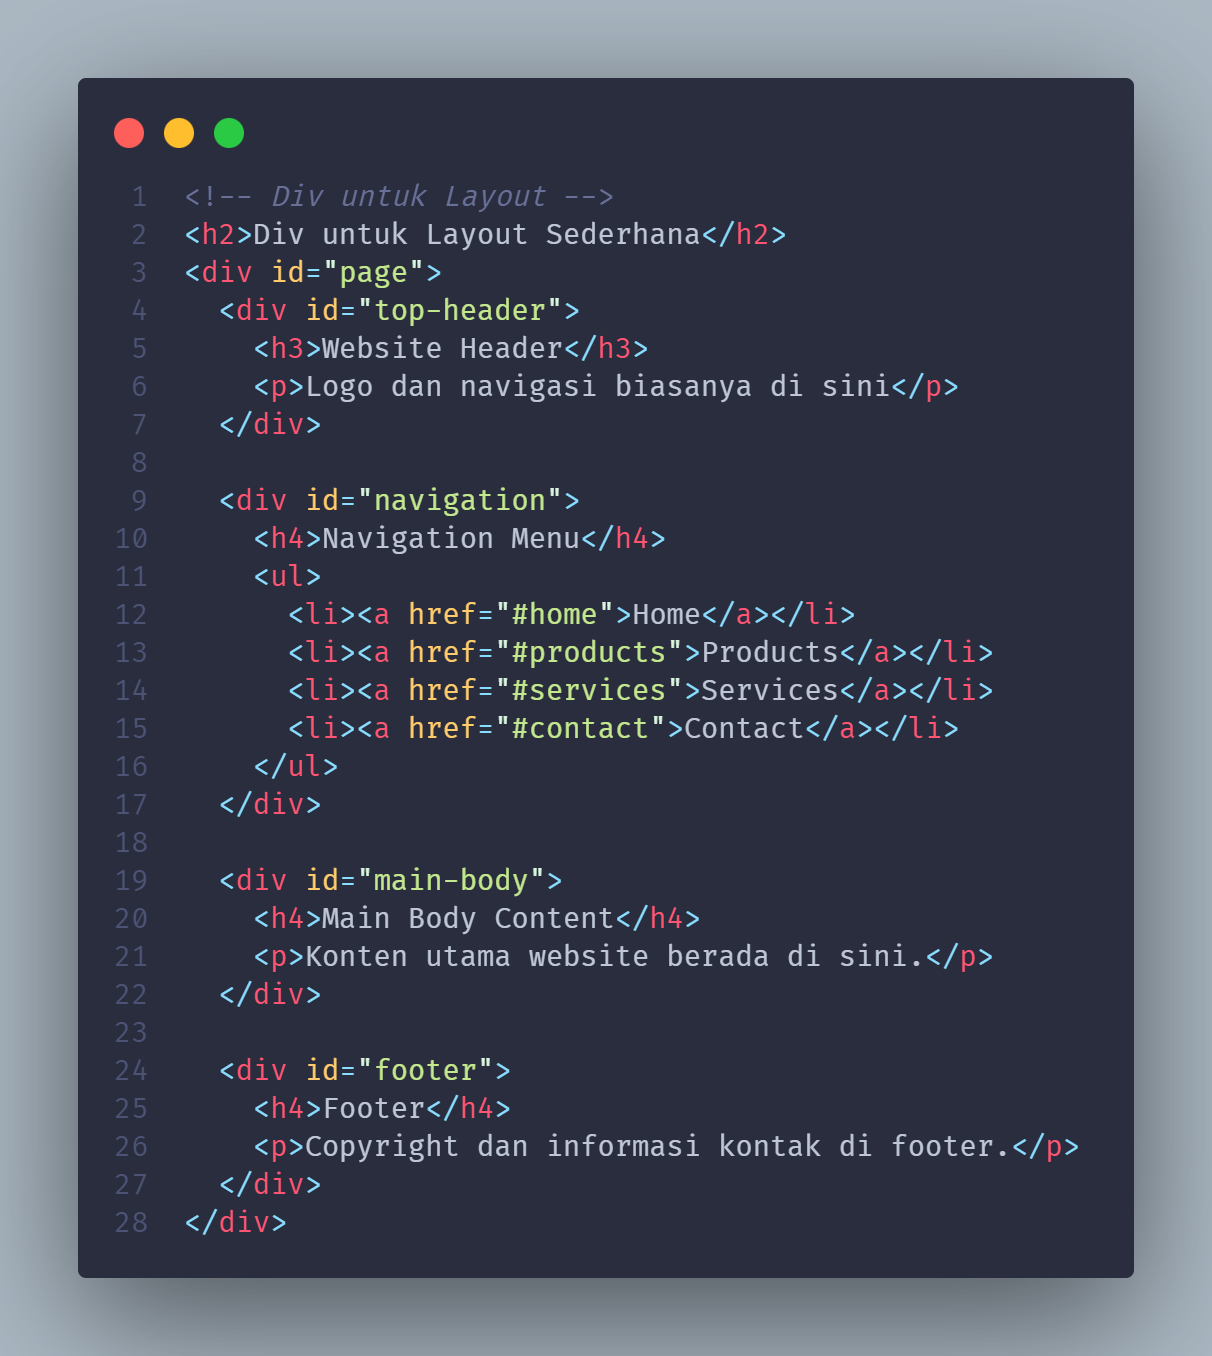 1 <!-- Div untuk Layout -->
2 <h2>Div untuk Layout Sederhana</h2>
3 <div id="page">
4   <div id="top-header">
5     <h3>Website Header</h3>
6     <p>Logo dan navigasi biasanya di sini</p>
7   </div>
8
9   <div id="navigation">
10     <h4>Navigation Menu</h4>
11     <ul>
12       <li><a href="#home">Home</a></li>
13       <li><a href="#products">Products</a></li>
14       <li><a href="#services">Services</a></li>
15       <li><a href="#contact">Contact</a></li>
16     </ul>
17   </div>
18
19   <div id="main-body">
20     <h4>Main Body Content</h4>
21     <p>Konten utama website berada di sini.</p>
22   </div>
23
24   <div id="footer">
25     <h4>Footer</h4>
26     <p>Copyright dan informasi kontak di footer.</p>
27   </div>
28 </div>